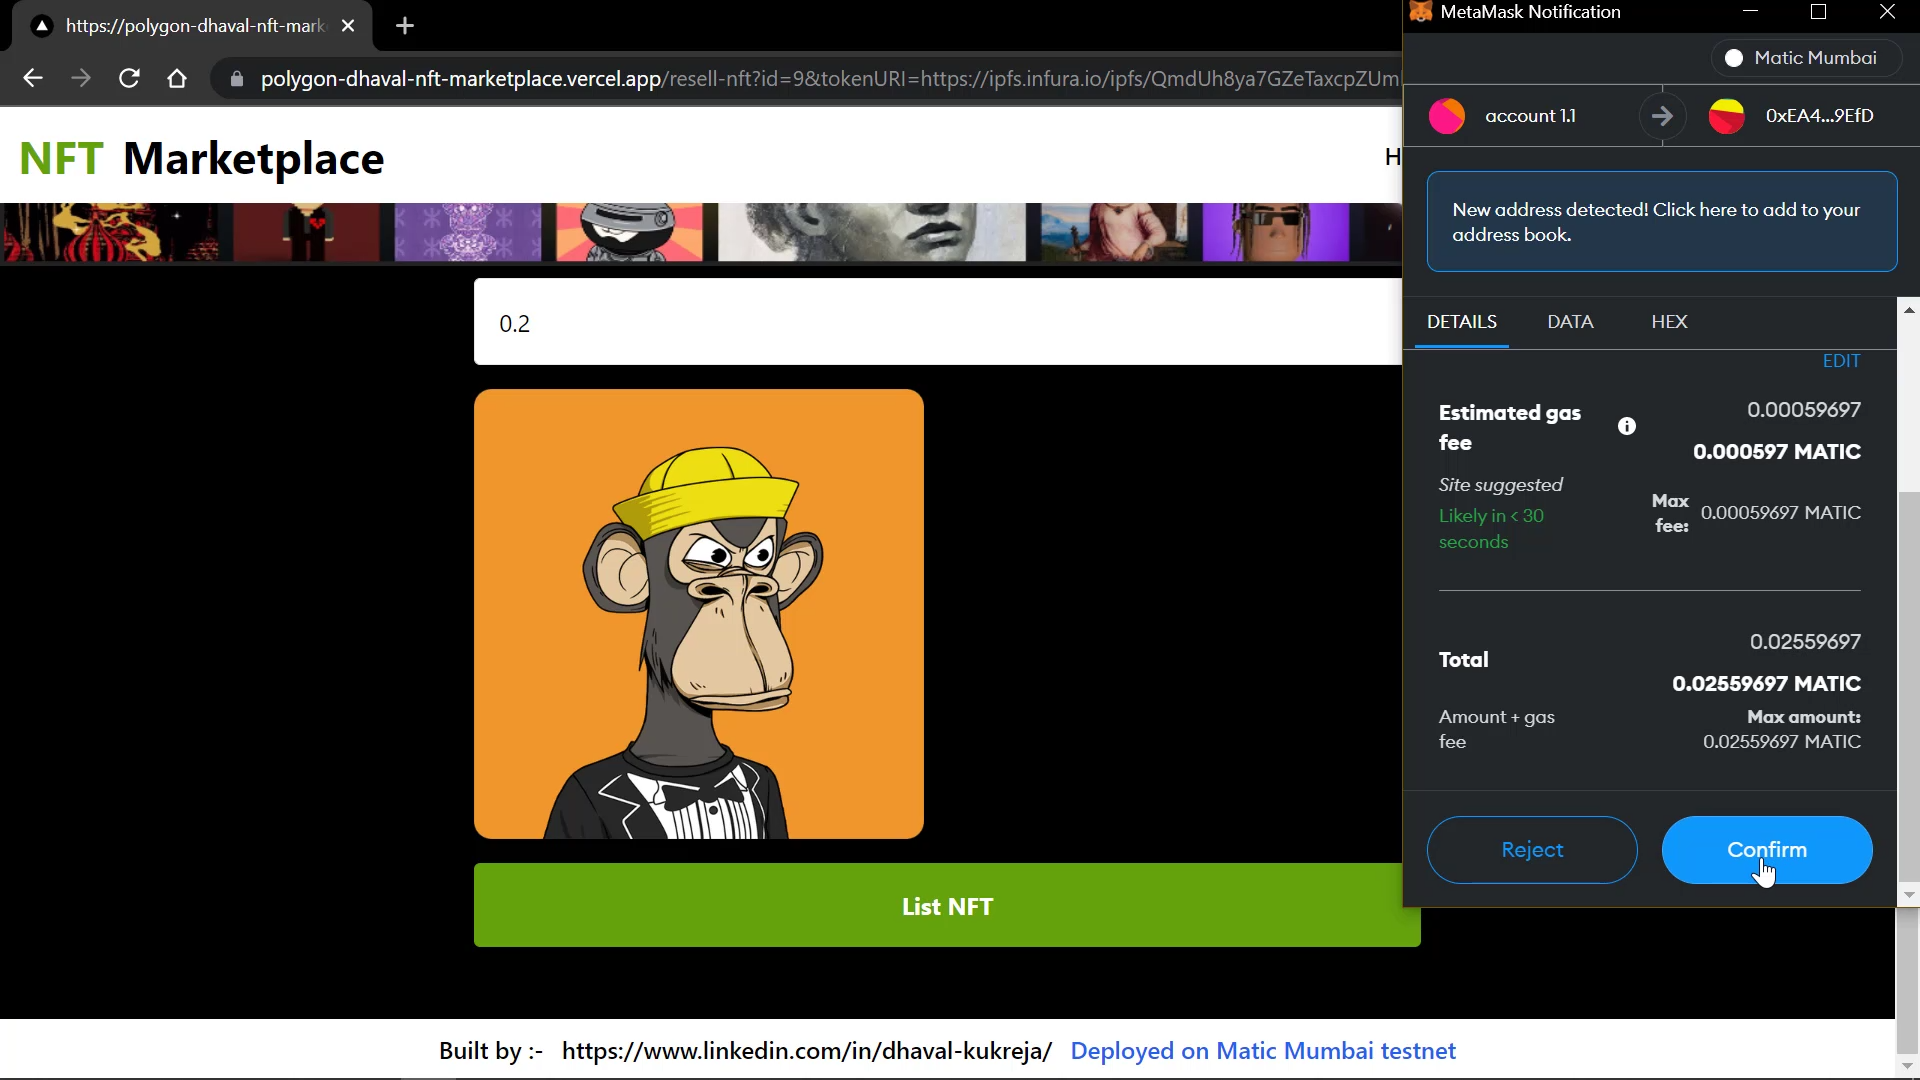 https://polygon-dhaval-nft-mark
polygon-dhaval-nft-marketplace.vercel.app/resell-nft?id=9&tokenURI=https://ipfs.infura.io/ipfs/QmdUh8ya7GZeTaxcpZUm
NFT Marketplace
H
0.2
List NFT
Built by :- https://www.linkedin.com/in/dhaval-kukreja/ Deployed on Matic Mumbai testnet
MetaMask Notification
Matic Mumbai
account 1.1
0xEA4...9EfD
New address detected! Click here to add to your
address book.
DETAILS
DATA
HEX
EDIT
Estimated gas
fee
0.00059697
0.000597 MATIC
Site suggested
Likely in < 30
seconds
Max
fee:
0.00059697 MATIC
Total
0.02559697
0.02559697 MATIC
Amount + gas
fee
Max amount:
0.02559697 MATIC
Reject
Confirm